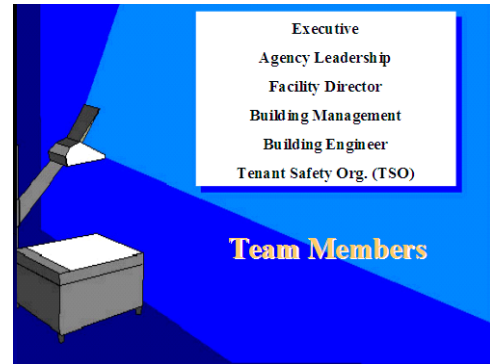 Executive
Agency Leadership
Facility Director
Building Management
Building Engineer
Tenant Safety Org. (TSO)
Team Members